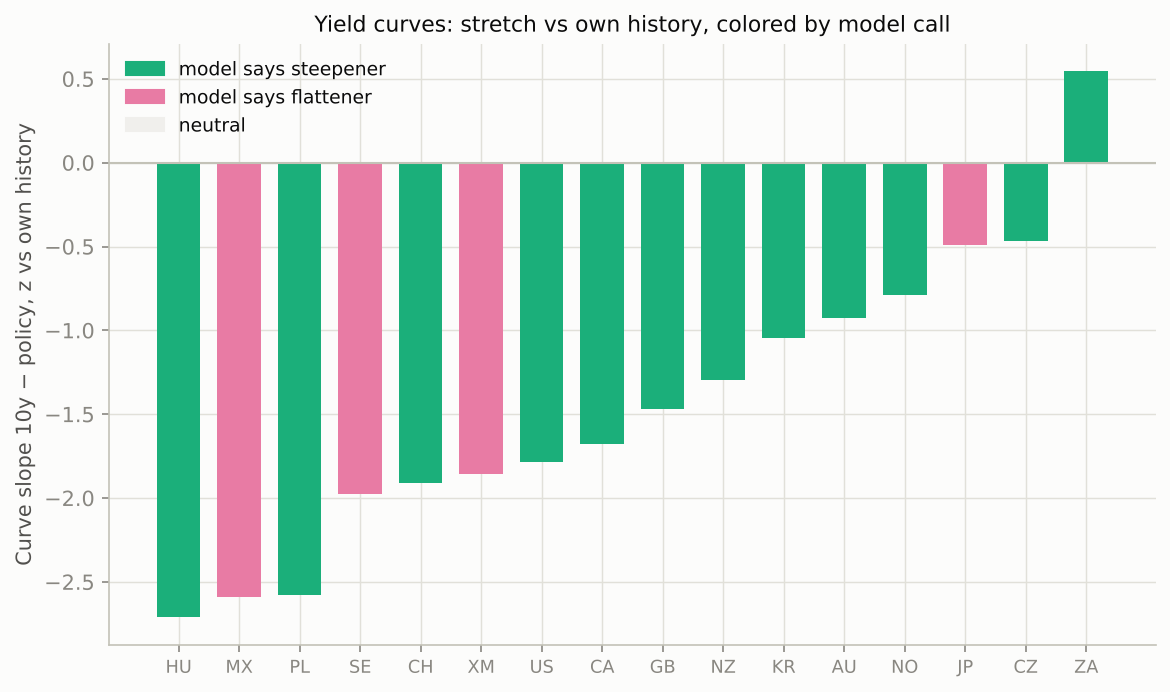 Yield curves: stretch vs own history, colored by model call
model says steepener
model says flattener
neutral
Curve slope 10y − policy, z vs own history
0.5
0.0
−0.5
−1.0
−1.5
−2.0
−2.5
HU MX PL SE CH XM US CA GB NZ KR AU NO JP CZ ZA